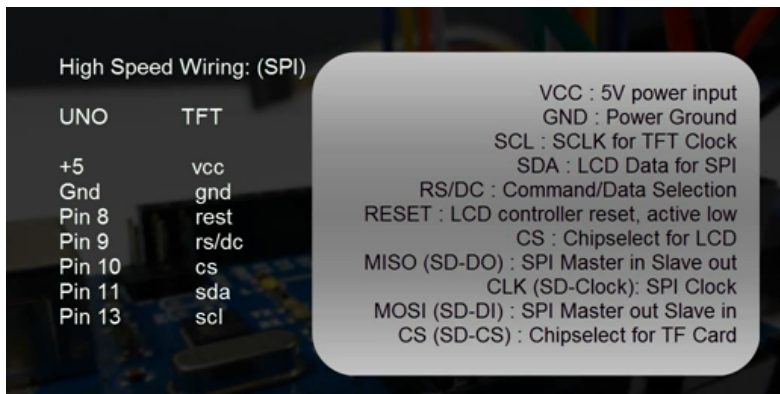 High Speed Wiring: (SPI)
UNO TFT
+5 vcc
Gnd gnd
Pin 8 rest
Pin 9 rs/dc
Pin 10 cs
Pin 11 sda
Pin 13 scl
VCC : 5V power input
GND : Power Ground
SCL : SCLK for TFT Clock
SDA : LCD Data for SPI
RS/DC : Command/Data Selection
RESET : LCD controller reset, active low
CS : Chipselect for LCD
MISO (SD-DO) : SPI Master in Slave out
CLK (SD-Clock): SPI Clock
MOSI (SD-DI) : SPI Master out Slave in
CS (SD-CS) : Chipselect for TF Card